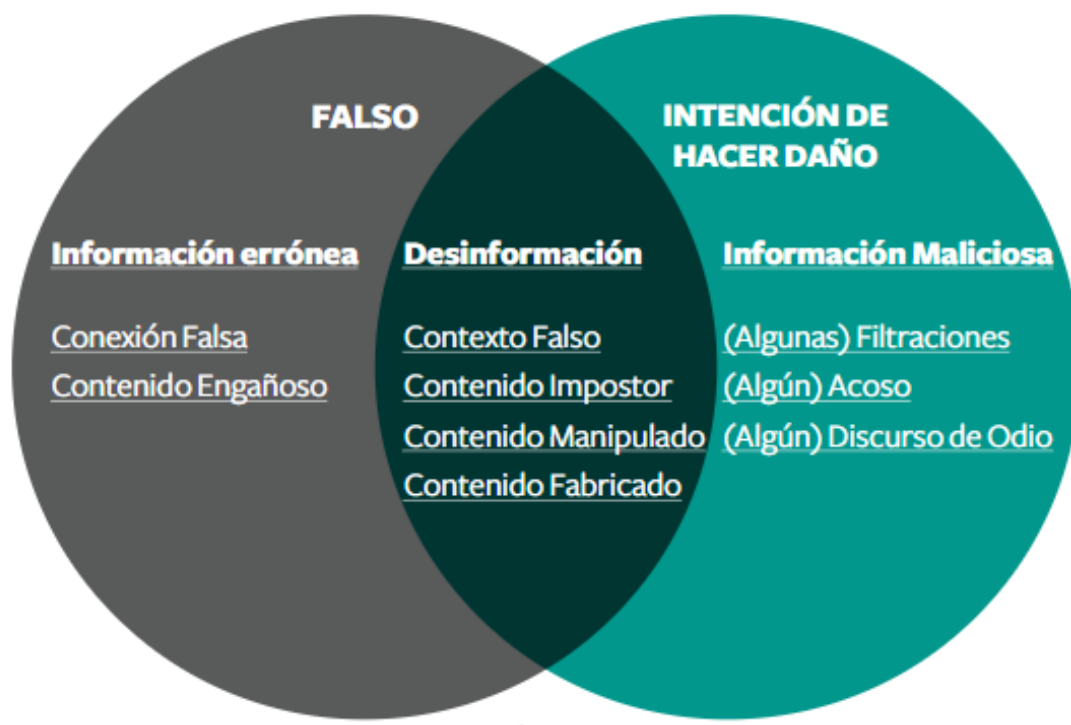 FALSO
INTENCIÓN DE
HACER DAÑO
Información errónea
Conexión Falsa
Contenido Engañoso
Desinformación
Contexto Falso
Contenido Impostor
Contenido Manipulado
Contenido Fabricado
Información Maliciosa
(Algunas) Filtraciones
(Algún) Acoso
(Algún) Discurso de Odio